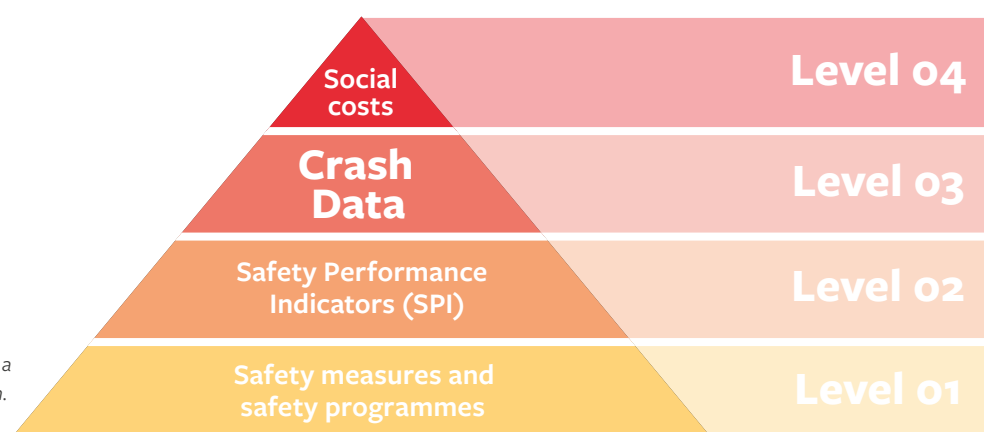 Social
costs
Level 04
Crash
Data
Level 03
Safety Performance
Indicators (SPI)
Level 02
a
Safety measures and
safety programmes
Level 01